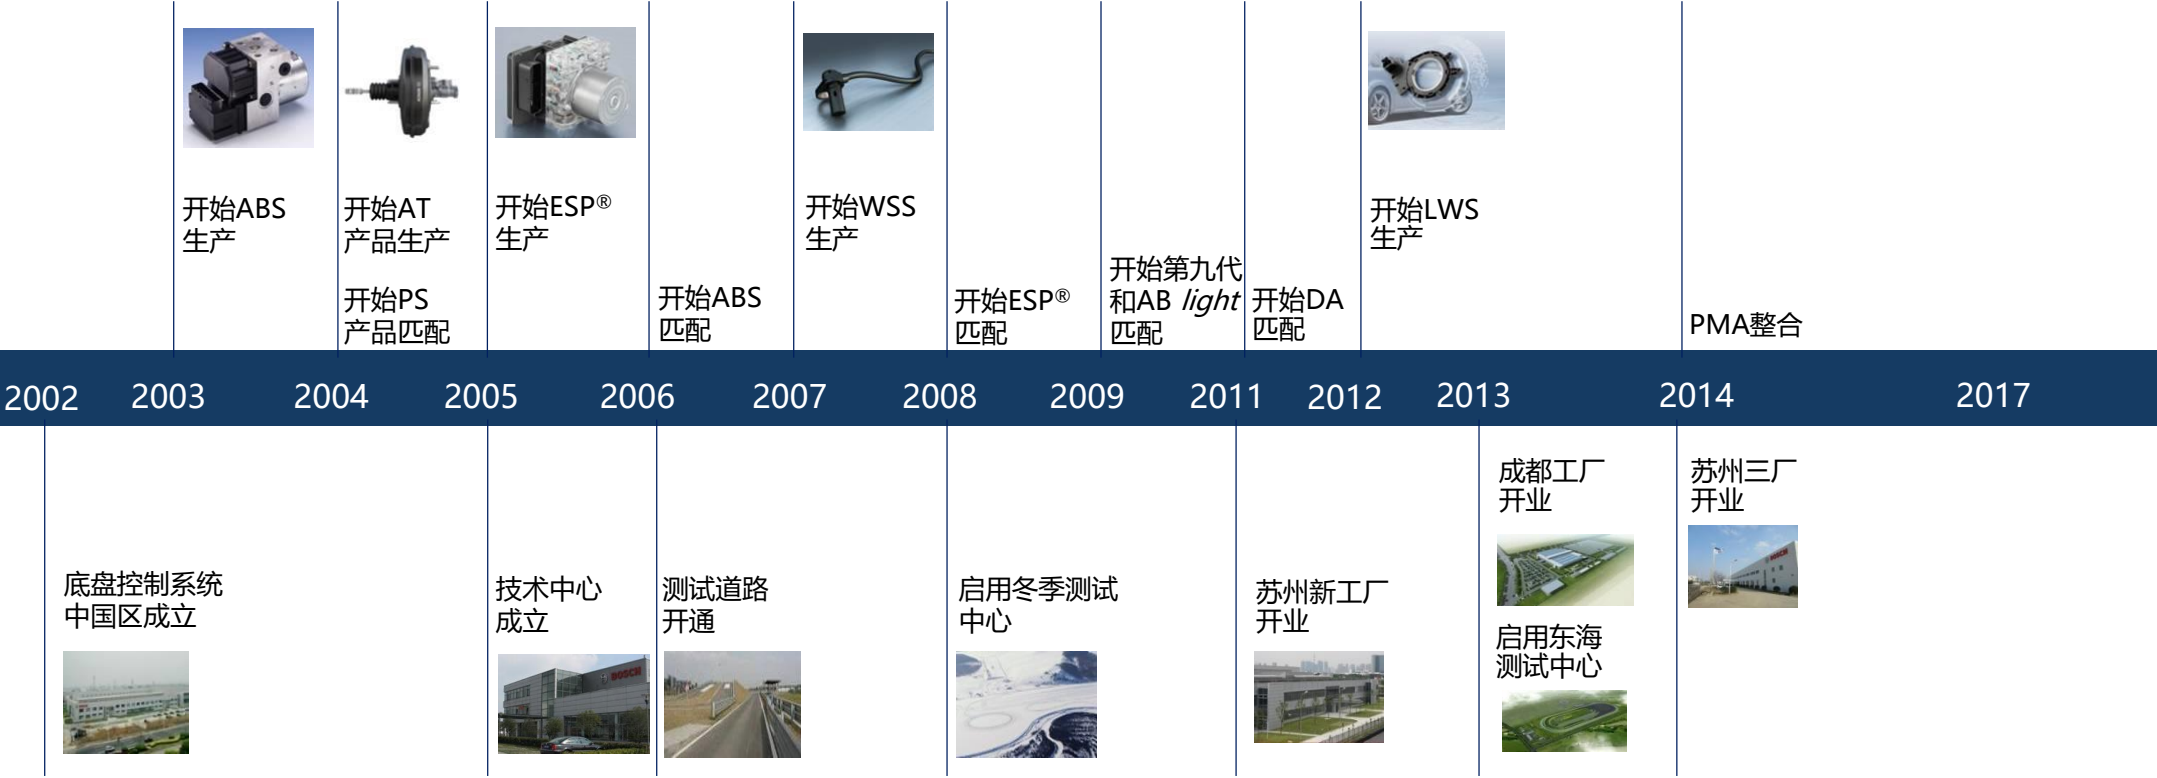 开始ABS
生产
开始AT
产品生产
开始PS
产品匹配
开始ESP®
生产
开始ABS
匹配
开始WSS
生产
开始ESP®
匹配
开始第九代
和AB light
匹配
开始DA
匹配
开始LWS
生产
PMA整合
2002
2003
2004
2005
2006
2007
2008
2009
2011
2012
2013
2014
2017
底盘控制系统
中国区成立
技术中心
成立
BOSCH
测试道路
开通
启用冬季测试
中心
苏州新工厂
开业
成都工厂
开业
启用东海
测试中心
苏州三厂
开业
BOSCH